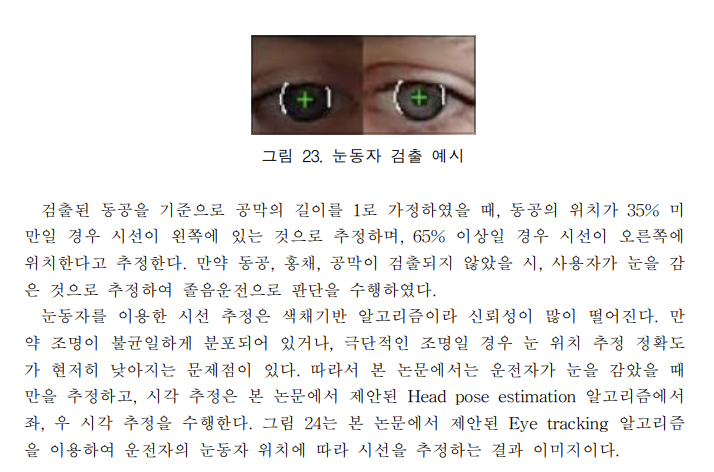 그림 23. 눈동자 검출 예시
검출된 동공을 기준으로 공막의 길이를 1로 가정하였을 때, 동공의 위치가 35% 미
만일 경우 시선이 왼쪽에 있는 것으로 추정하며, 65% 이상일 경우 시선이 오른쪽에
위치한다고 추정한다. 만약 동공, 홍채, 공막이 검출되지 않았을 시, 사용자가 눈을 감
은 것으로 추정하여 졸음운전으로 판단을 수행하였다.
눈동자를 이용한 시선 추정은 색채기반 알고리즘이라 신뢰성이 많이 떨어진다. 만
약 조명이 불균일하게 분포되어 있거나, 극단적인 조명일 경우 눈 위치 추정 정확도
가 현저히 낮아지는 문제점이 있다. 따라서 본 논문에서는 운전자가 눈을 감았을 때
만을 추정하고, 시각 추정은 본 논문에서 제안된 Head pose estimation 알고리즘에서
좌, 우 시각 추정을 수행한다. 그림 24는 본 논문에서 제안된 Eye tracking 알고리즘
을 이용하여 운전자의 눈동자 위치에 따라 시선을 추정하는 결과 이미지이다.